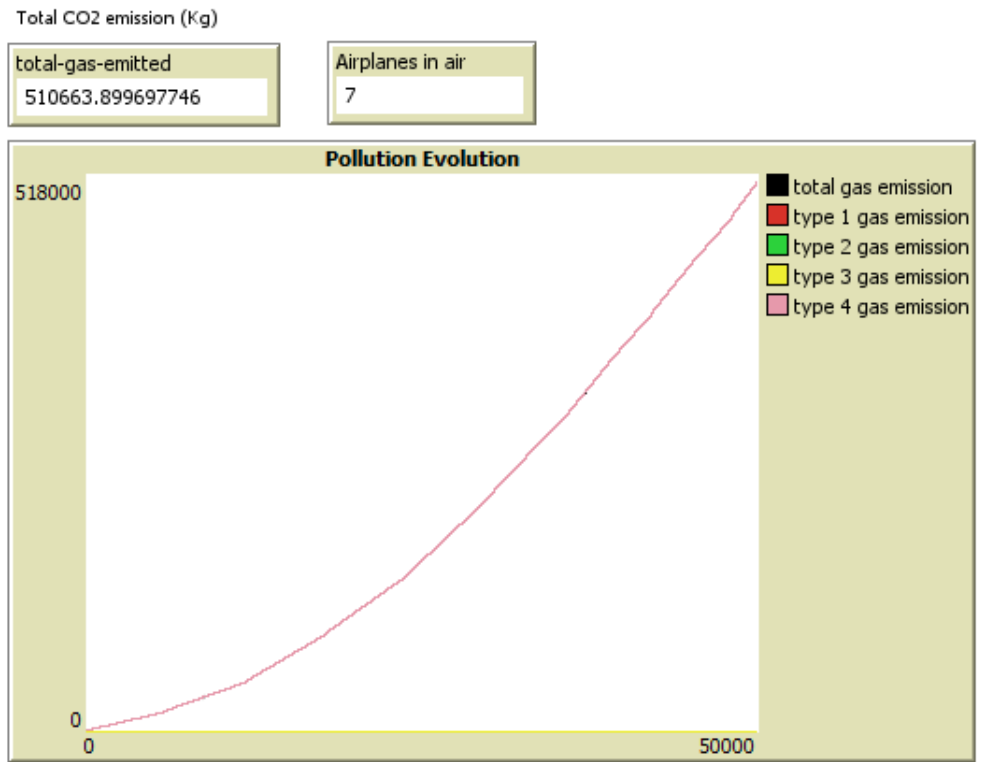 Total CO2 emission (Kg)
total-gas-emitted
510663.899697746
Airplanes in air
7
Pollution Evolution
518000
0
0
50000
total gas emission
type 1 gas emission
type 2 gas emission
type 3 gas emission
type 4 gas emission